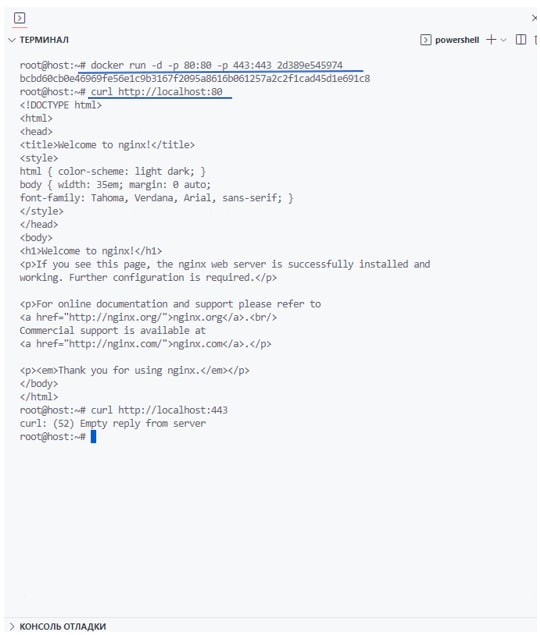 ТЕРМИНАЛ
powershell
root@host:~# docker run -d -p 80:80 -p 443:443 2d389e545974
bcbd60cb0e46969fe56e1c9b3167f2095a8616b061257a2c2f1cad45d1e691c8
root@host:~# curl http://localhost:80
<!DOCTYPE html>
<html>
<head>
<title>Welcome to nginx!</title>
<style>
html { color-scheme: light dark; }
body { width: 35em; margin: 0 auto;
font-family: Tahoma, Verdana, Arial, sans-serif; }
</style>
</head>
<body>
<h1>Welcome to nginx!</h1>
<p>If you see this page, the nginx web server is successfully installed and
working. Further configuration is required.</p>
<p>For online documentation and support please refer to
<a href="http://nginx.org/">nginx.org</a>.<br/>
Commercial support is available at
<a href="http://nginx.com/">nginx.com</a>.</p>
<p><em>Thank you for using nginx.</em></p>
</body>
</html>
root@host:~# curl http://localhost:443
curl: (52) Empty reply from server
root@host:~#
КОНСОЛЬ ОТЛАДКИ